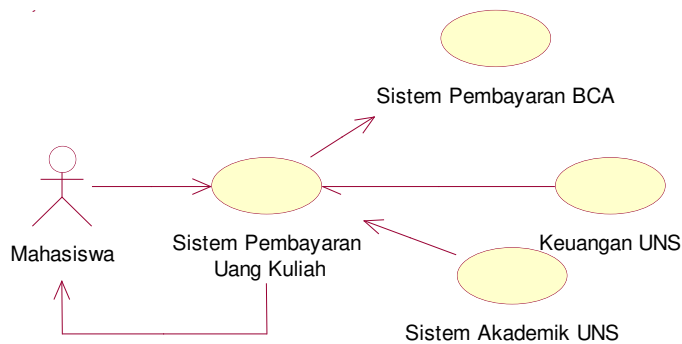 Sistem Pembayaran BCA
Mahasiswa
Sistem Pembayaran
Uang Kuliah
Keuangan UNS
Sistem Akademik UNS